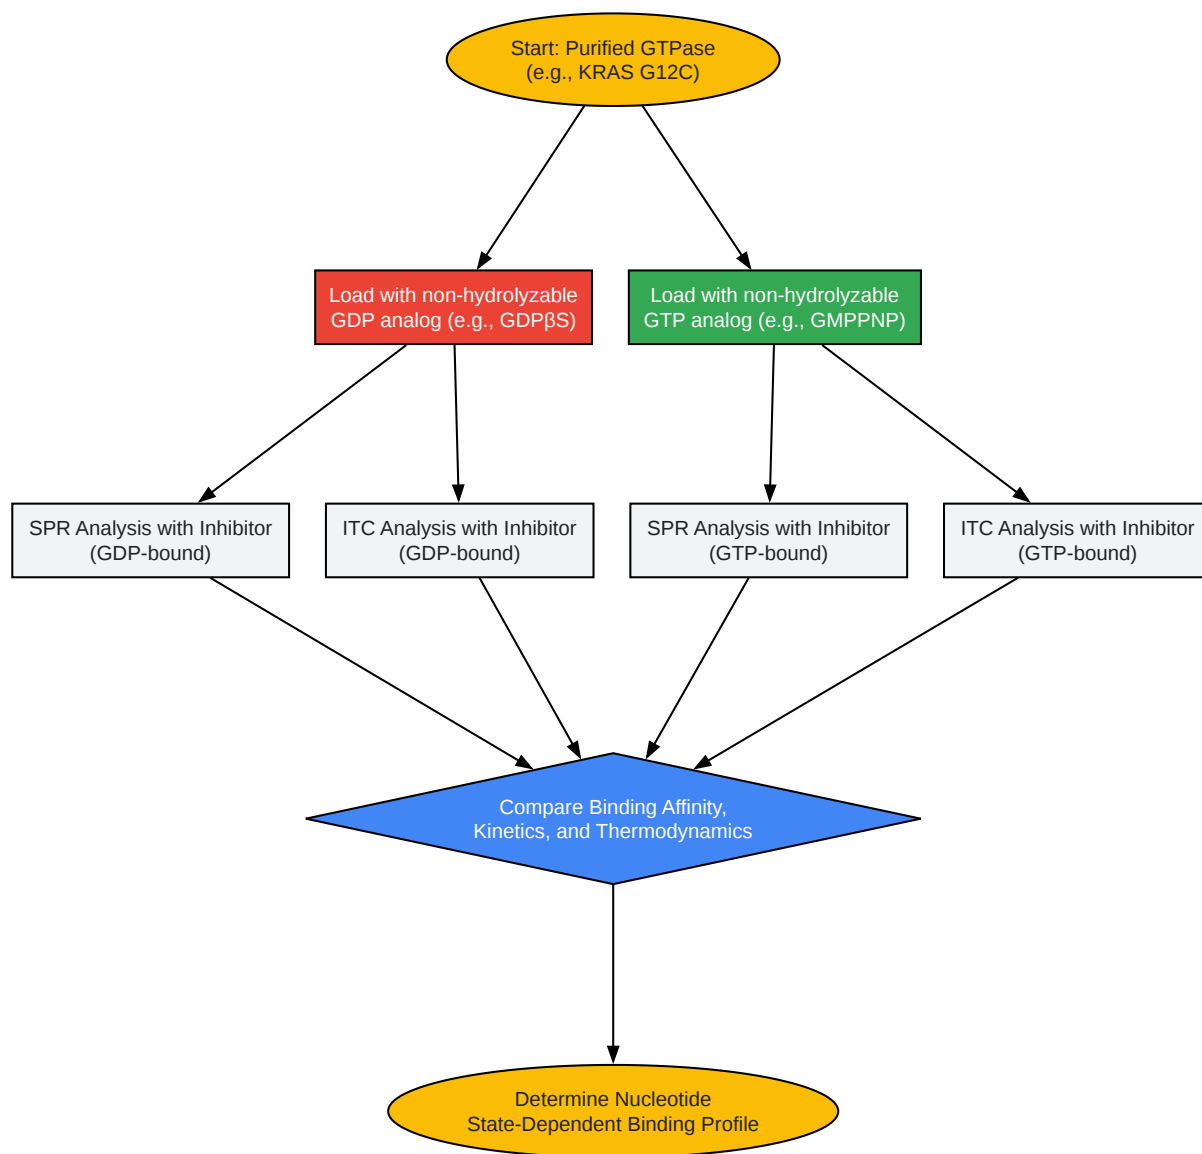 Start: Purified GTPase
(e.g., KRAS G12C)
Load with non-hydrolyzable
GDP analog (e.g., GDPβS)
Load with non-hydrolyzable
GTP analog (e.g., GMPPNP)
SPR Analysis with Inhibitor
(GDP-bound)
ITC Analysis with Inhibitor
(GDP-bound)
SPR Analysis with Inhibitor
(GTP-bound)
ITC Analysis with Inhibitor
(GTP-bound)
Compare Binding Affinity,
Kinetics, and Thermodynamics
Determine Nucleotide
State-Dependent Binding Profile